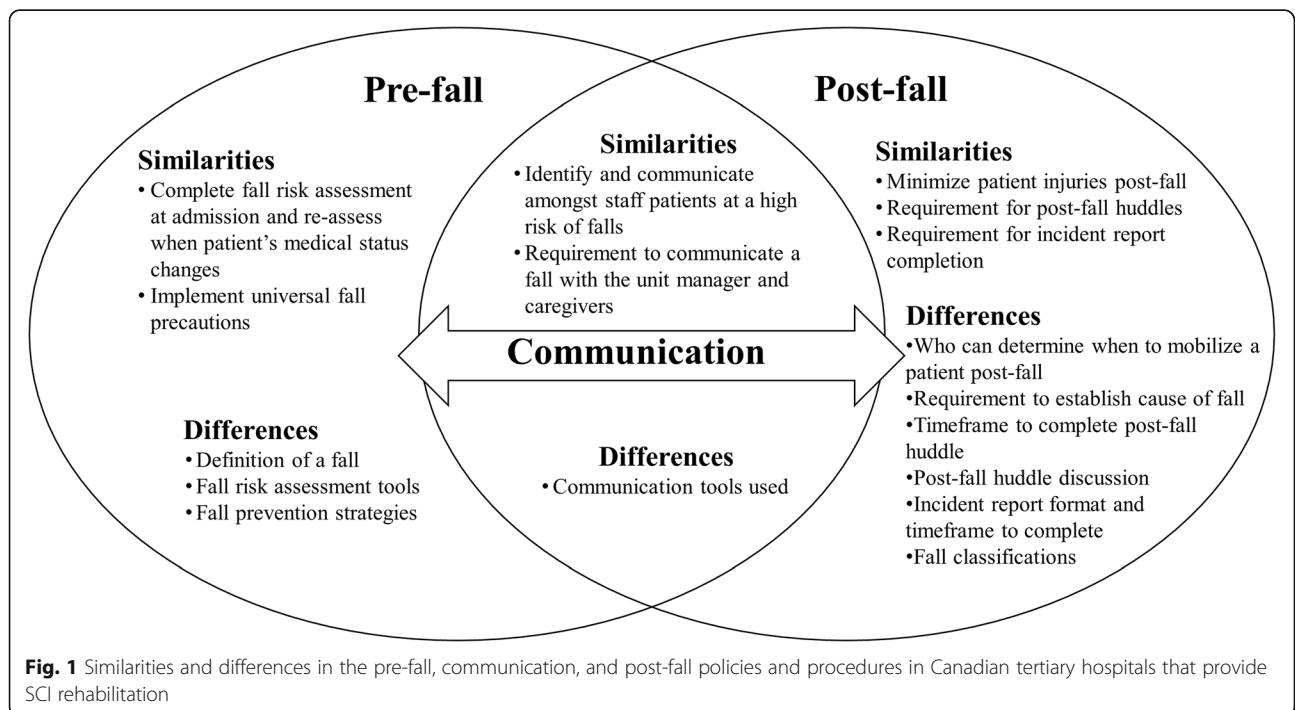 Pre-fall
Similarities
• Complete fall risk assessment
at admission and re-assess
when patient's medical status
changes
• Implement universal fall
precautions
Differences
• Definition of a fall
• Fall risk assessment tools
• Fall prevention strategies
Similarities
• Identify and communicate
amongst staff patients at a high
risk of falls
• Requirement to communicate a
fall with the unit manager and
caregivers
Communication
Differences
• Communication tools used
Post-fall
Similarities
• Minimize patient injuries post-fall
• Requirement for post-fall huddles
• Requirement for incident report
completion
Differences
•Who can determine when to mobilize a
patient post-fall
•Requirement to establish cause of fall
•Timeframe to complete post-fall
huddle
•Post-fall huddle discussion
•Incident report format and
timeframe to complete
•Fall classifications
Fig. 1 Similarities and differences in the pre-fall, communication, and post-fall policies and procedures in Canadian tertiary hospitals that provide
SCI rehabilitation